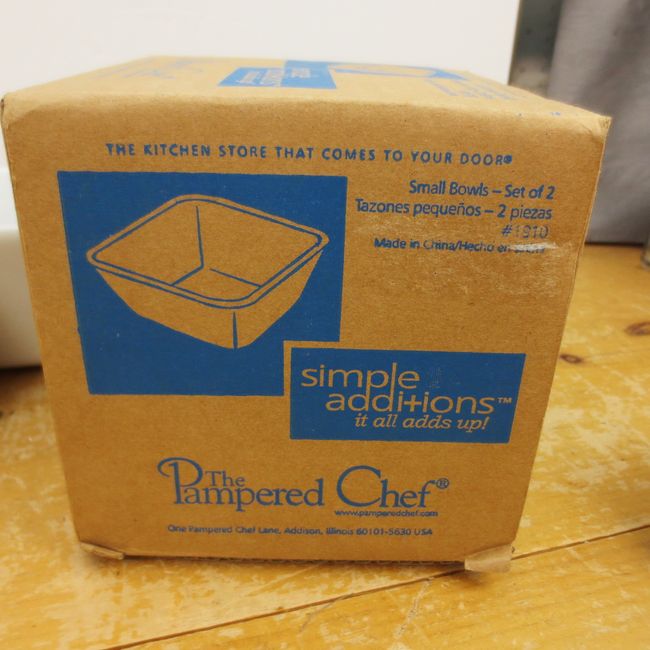 THE KITCHEN STORE THAT COMES TO YOUR DOOR®
Small Bowls – Set of 2
Tazones pequeños – 2 piezas
#1910
Made in China/Hecho en
simple
additions™
it all adds up!
The
Pampered Chef®
www.pamperedchef.com
One Pampered Chef Lane, Addison, Illinois 60101-5630 USA